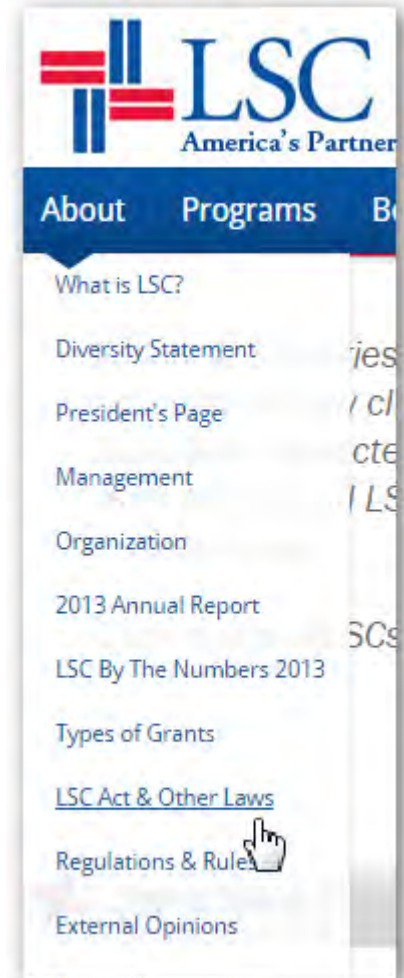 LSC
America's Partner
About Programs B
What is LSC?
Diversity Statement
President's Page
Management
Organization
2013 Annual Report
LSC By The Numbers 2013
Types of Grants
LSC Act & Other Laws
Regulations & Rules
External Opinions